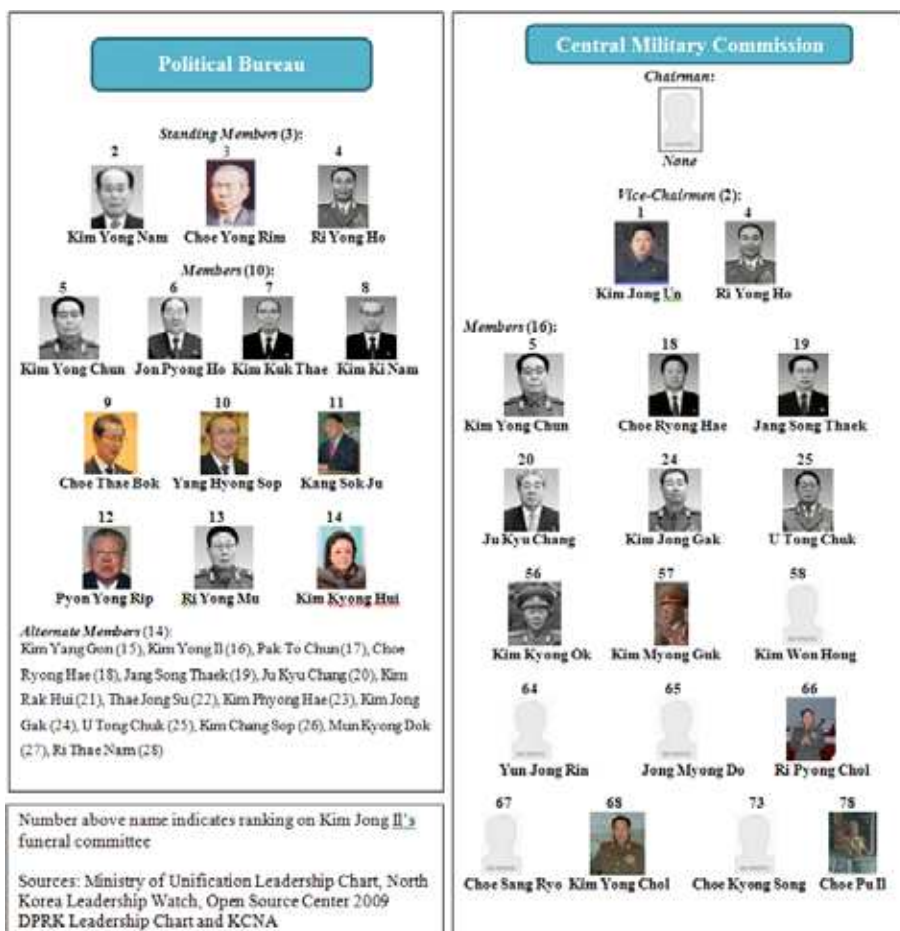 Political Bureau
Standing Members (3):
2 3 4
Kim Yong Nam Choe Yong Rim Ri Yong Ho
Members (10):
5 6 7 8
Kim Yong Chun Jon Pyong Ho Kim Kuk Thae Kim Ki Nam
9 10 11
Choe Thae Bok Yang Hyong Sop Kang Sok Ju
12 13 14
Pyon Yong Rip Ri Yong Mu Kim Kyong Hui
Alternate Members (14):
Kim Yang Gon (15), Kim Yong Il (16), Pak To Chun (17), Choe
Ryong Hae (18), Jang Song Thaek (19), Ju Kyu Chang (20), Kim
Rak Hui (21), Thae Jong Su (22), Kim Phyong Hae (23), Kim Jong
Gak (24), U Tong Chuk (25), Kim Chang Sop (26), Mun Kyong Dok
(27), Ri Thae Nam (28)
Number above name indicates ranking on Kim Jong Il's
funeral committee
Sources: Ministry of Unification Leadership Chart, North
Korea Leadership Watch, Open Source Center 2009
DPRK Leadership Chart and KCNA
Central Military Commission
Chairman:
None
Vice-Chairmen (2):
1 4
Kim Jong Un Ri Yong Ho
Members (16):
5 18 19
Kim Yong Chun Choe Ryong Hae Jang Song Thaek
20 24 25
Ju Kyu Chang Kim Jong Gak U Tong Chuk
56 57 58
Kim Kyong Ok Kim Myong Guk Kim Won Hong
64 65 66
Yun Jong Rin Jong Myong Do Ri Pyong Chol
67 68 73 78
Choe Sang Ryo Kim Yong Chol Choe Kyong Song Choe Pu Il